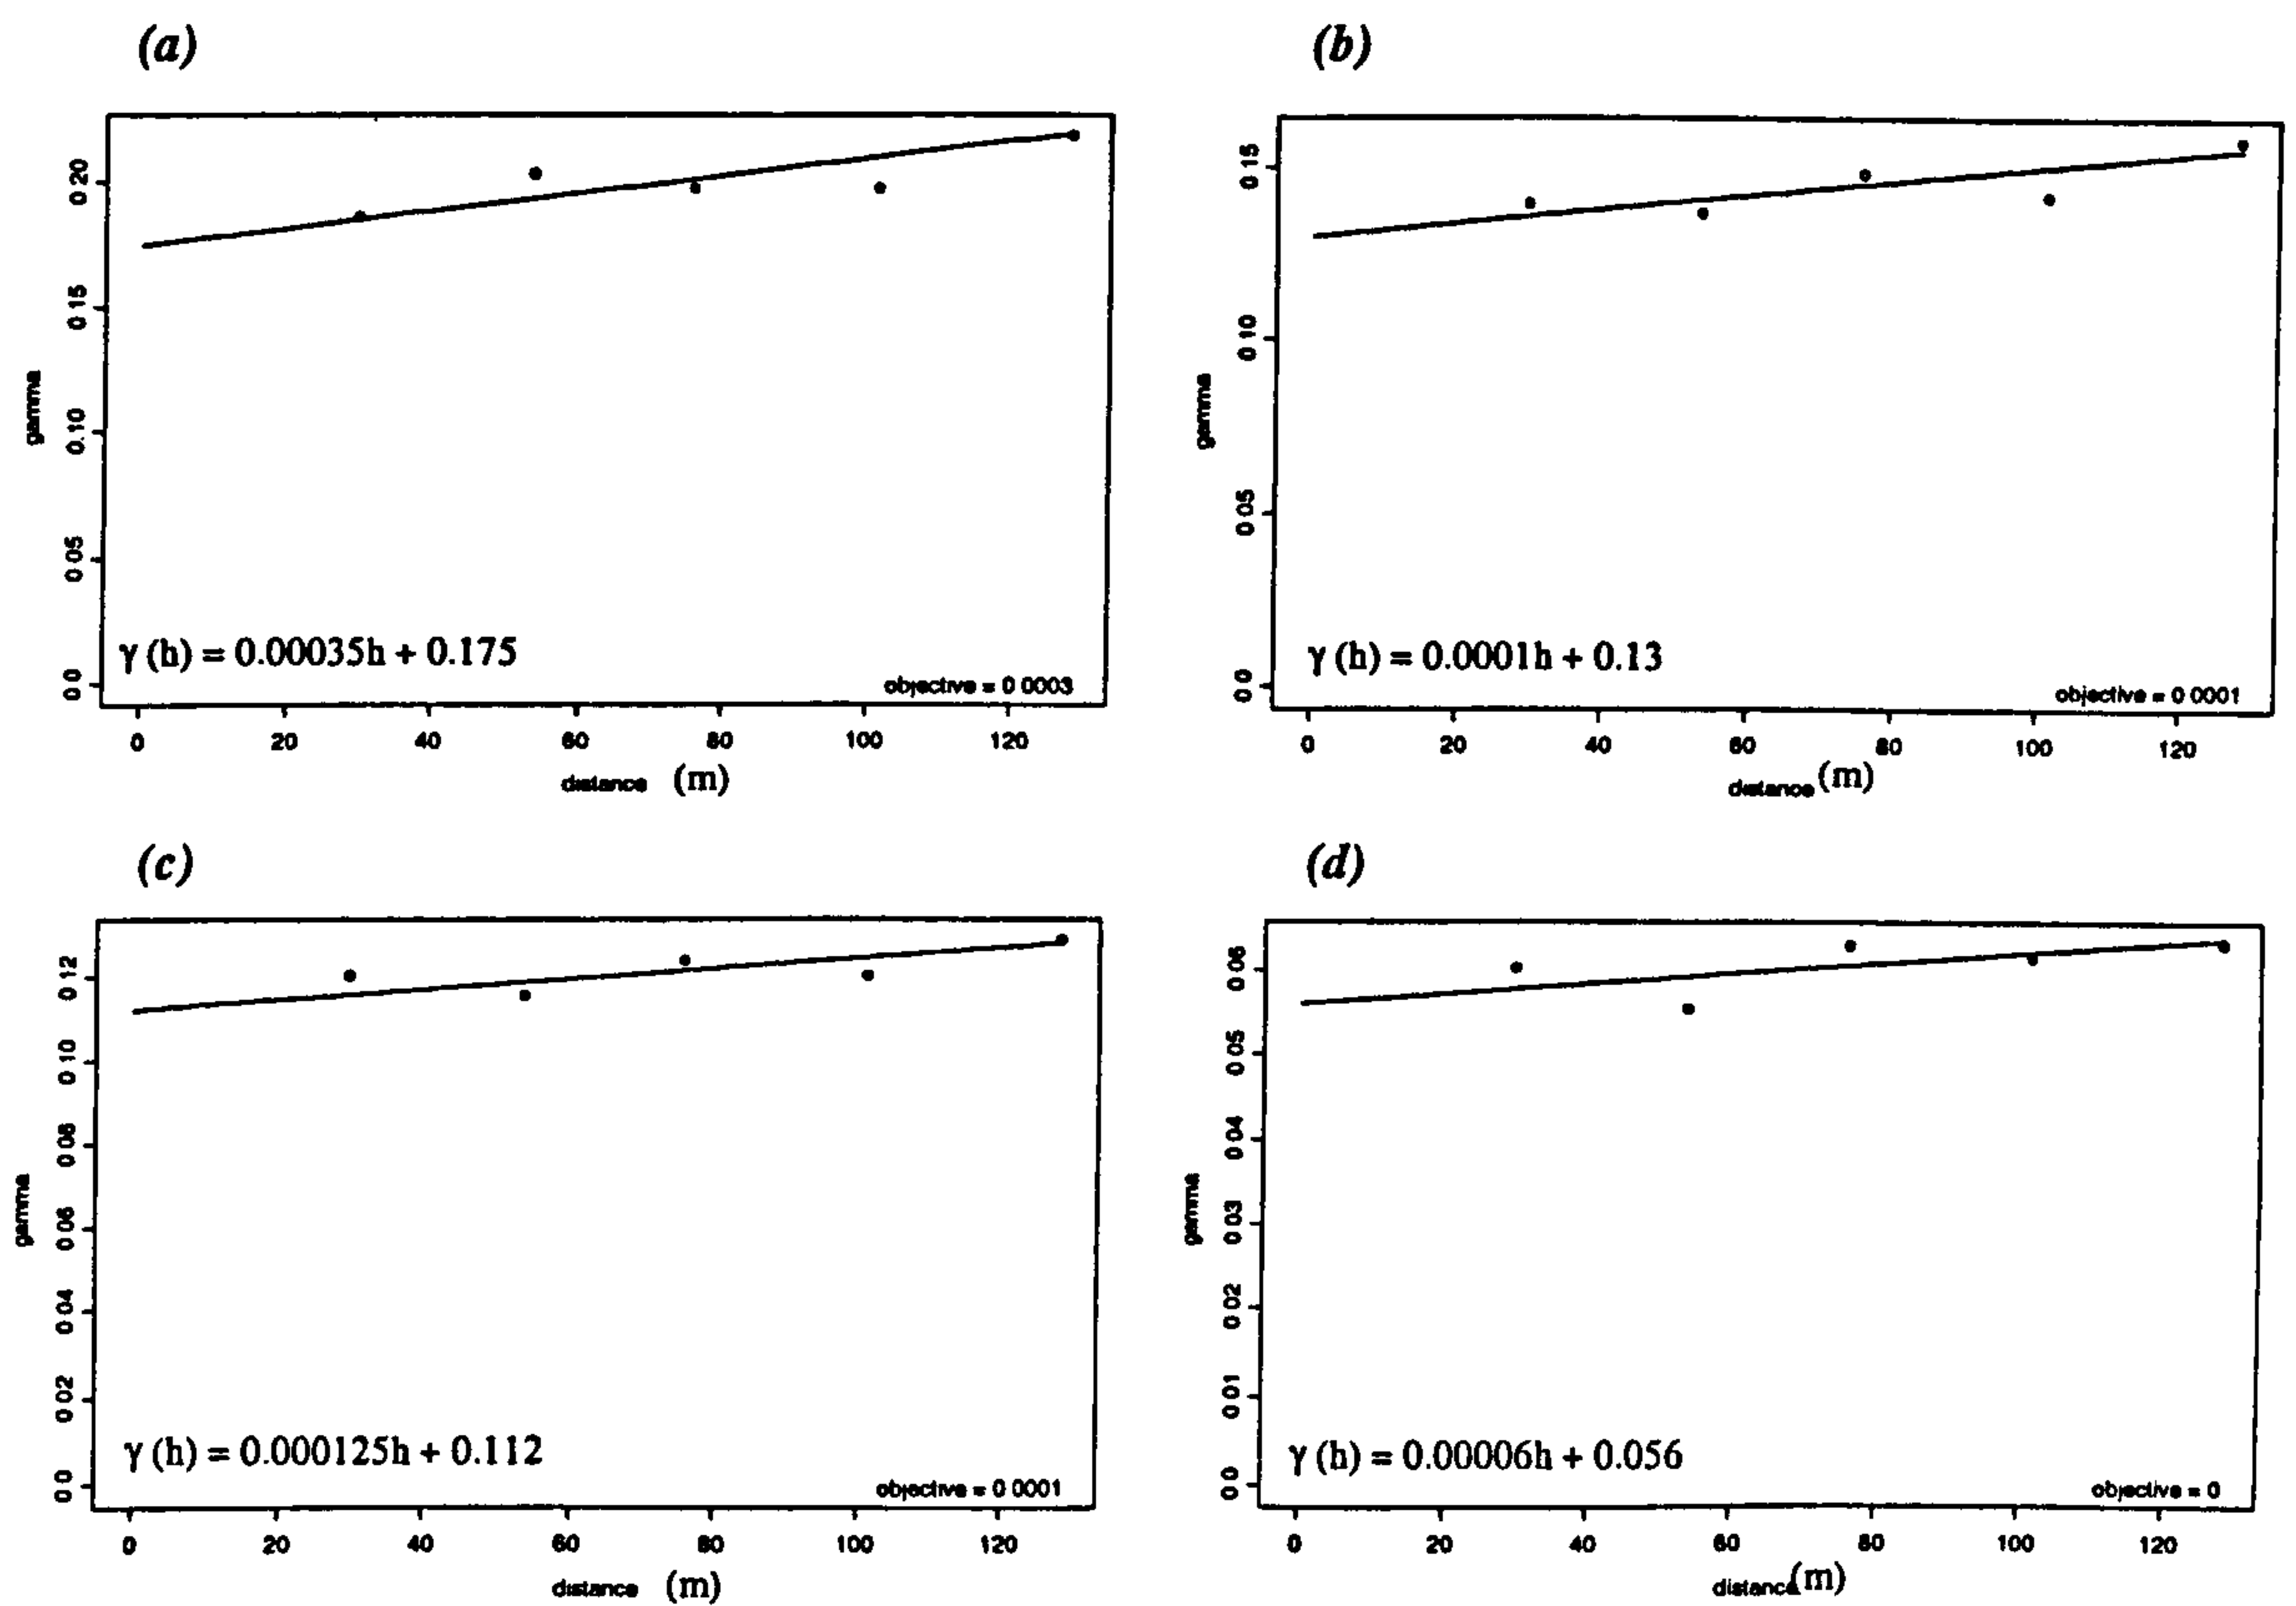 (a)
0.20
0.15
0.10
0.05
0.0
gamma
γ (h) = 0.00035h + 0.175
objective = 0.0003
0 20 40 60 80 100 120
distance (m)
(b)
0.15
0.10
0.05
0.0
gamma
γ (h) = 0.0001h + 0.13
objective = 0.0001
0 20 40 60 80 100 120
distance (m)
(c)
0.12
0.10
0.08
0.06
0.04
0.02
0.0
gamma
γ (h) = 0.000125h + 0.112
objective = 0.0001
0 20 40 60 80 100 120
distance (m)
(d)
0.06
0.05
0.04
0.03
0.02
0.01
0.0
gamma
γ (h) = 0.00006h + 0.056
objective = 0
0 20 40 60 80 100 120
distance (m)